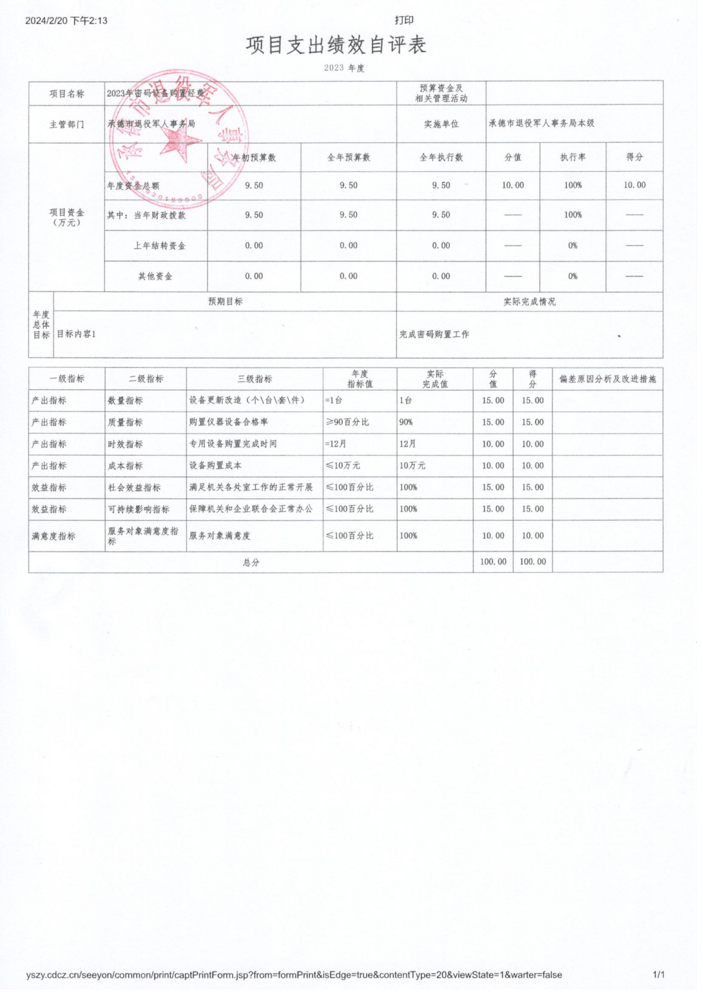 2024/2/20 下午2:13
打印
项目支出绩效自评表
2023 年度
项目名称
2023年密码设备购置经费
预算资金及
相关管理活动
主管部门
承德市退役军人事务局
实施单位
承德市退役军人事务局本级
项目资金
（万元）
年初预算数 全年预算数 全年执行数 分值 执行率 得分
年度资金总额 9.50 9.50 9.50 10.00 100% 10.00
其中：当年财政拨款 9.50 9.50 9.50 —— 100% ——
上年结转资金 0.00 0.00 0.00 —— 0% ——
其他资金 0.00 0.00 0.00 —— 0% ——
年度
总体
目标
预期目标 实际完成情况
目标内容1 完成密码购置工作
一级指标 二级指标 三级指标 年度指标值 实际完成值 分值 得分 偏差原因分析及改进措施
产出指标 数量指标 设备更新改造（个\台\套\件） =1台 1台 15.00 15.00
产出指标 质量指标 购置仪器设备合格率 ≥90百分比 90% 15.00 15.00
产出指标 时效指标 专用设备购置完成时间 =12月 12月 10.00 10.00
产出指标 成本指标 设备购置成本 ≤10万元 10万元 10.00 10.00
效益指标 社会效益指标 满足机关各处室工作的正常开展 ≤100百分比 100% 15.00 15.00
效益指标 可持续影响指标 保障机关和企业联合会正常办公 ≤100百分比 100% 15.00 15.00
满意度指标 服务对象满意度指标 服务对象满意度 ≤100百分比 100% 10.00 10.00
总分 100.00 100.00
承德市退役军人事务局
yszy.cdcz.cn/seeyon/common/print/captPrintForm.jsp?from=formPrint&isEdge=true&contentType=20&viewState=1&warter=false
1/1